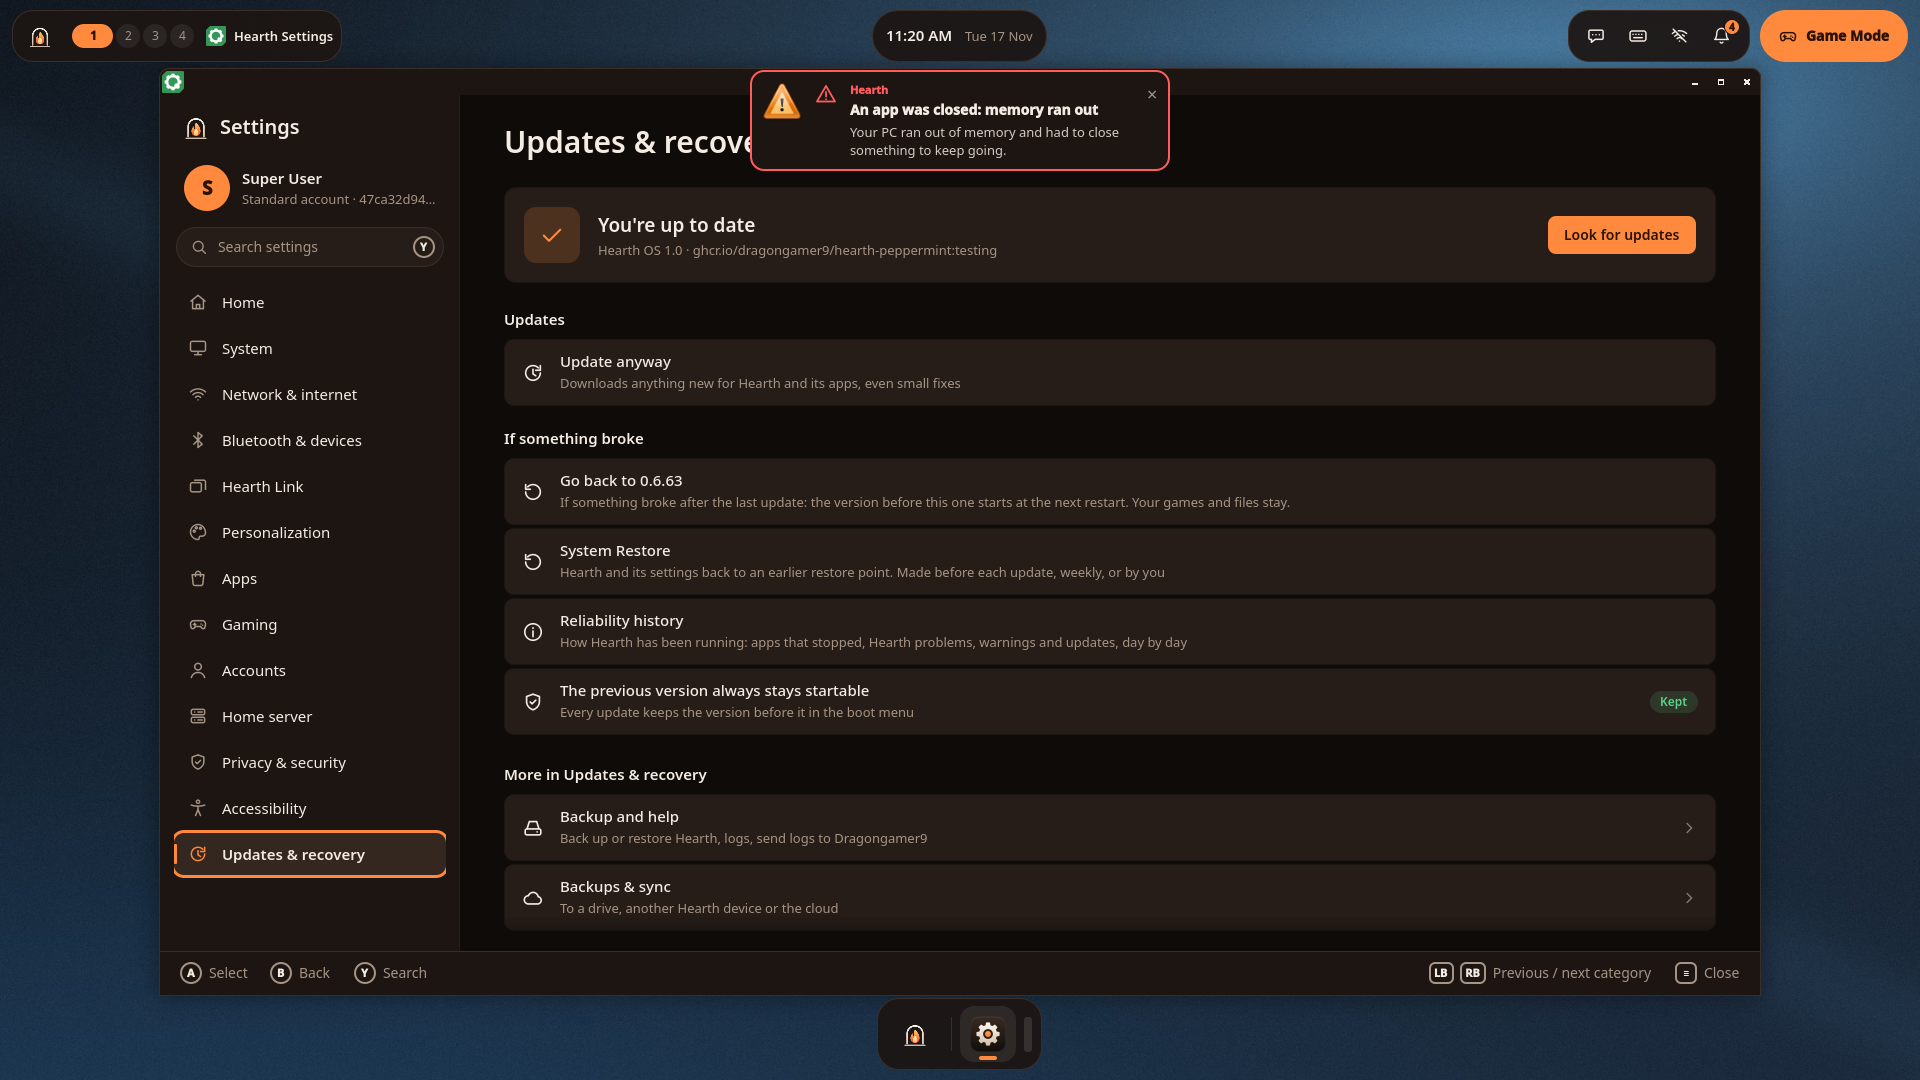 1 2 3 4 Hearth Settings
11:20 AM Tue 17 Nov
4
Game Mode
Hearth
An app was closed: memory ran out
Your PC ran out of memory and had to close
something to keep going.
Settings
S
Super User
Standard account · 47ca32d94...
Search settings Y
Home
System
Network & internet
Bluetooth & devices
Hearth Link
Personalization
Apps
Gaming
Accounts
Home server
Privacy & security
Accessibility
Updates & recovery
Updates & recove
You're up to date
Hearth OS 1.0 · ghcr.io/dragongamer9/hearth-peppermint:testing
Look for updates
Updates
Update anyway
Downloads anything new for Hearth and its apps, even small fixes
If something broke
Go back to 0.6.63
If something broke after the last update: the version before this one starts at the next restart. Your games and files stay.
System Restore
Hearth and its settings back to an earlier restore point. Made before each update, weekly, or by you
Reliability history
How Hearth has been running: apps that stopped, Hearth problems, warnings and updates, day by day
The previous version always stays startable
Every update keeps the version before it in the boot menu
Kept
More in Updates & recovery
Backup and help
Back up or restore Hearth, logs, send logs to Dragongamer9
Backups & sync
To a drive, another Hearth device or the cloud
A Select B Back Y Search
LB RB Previous / next category Close